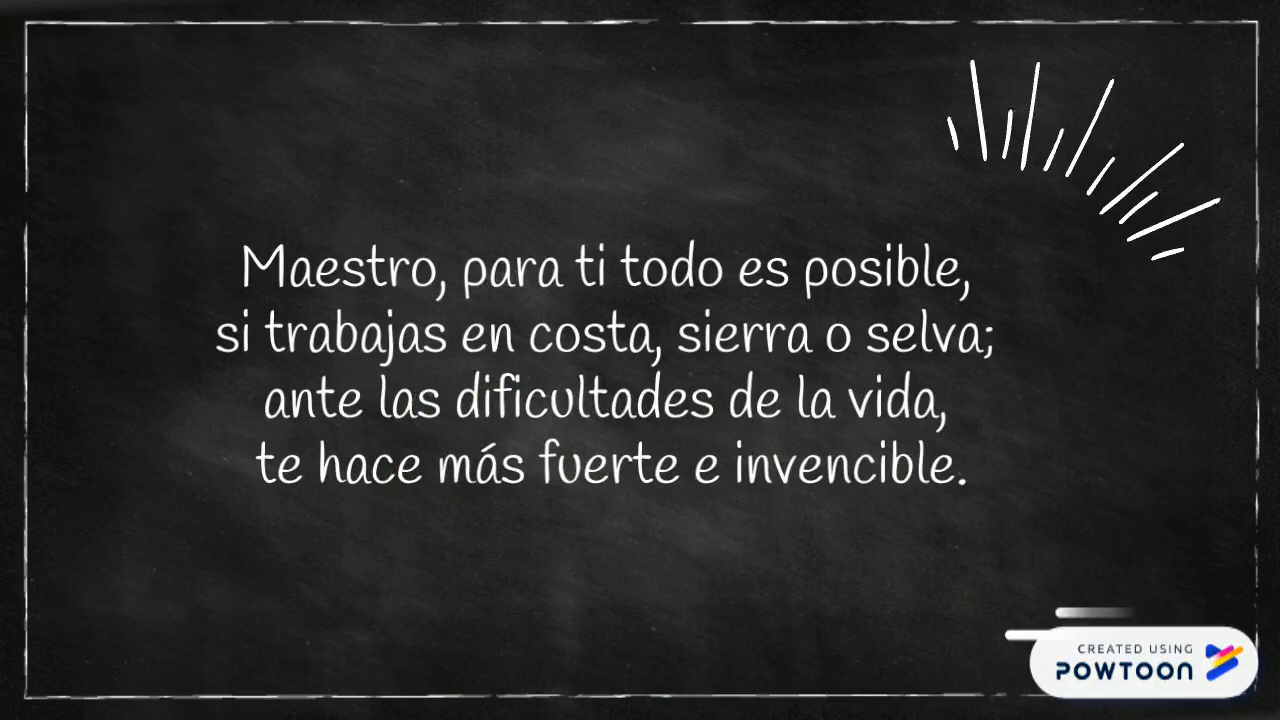 Maestro, para ti todo es posible,
si trabajas en costa, sierra o selva;
ante las dificultades de la vida,
te hace más fuerte e invencible.
CREATED USING
POWTOON